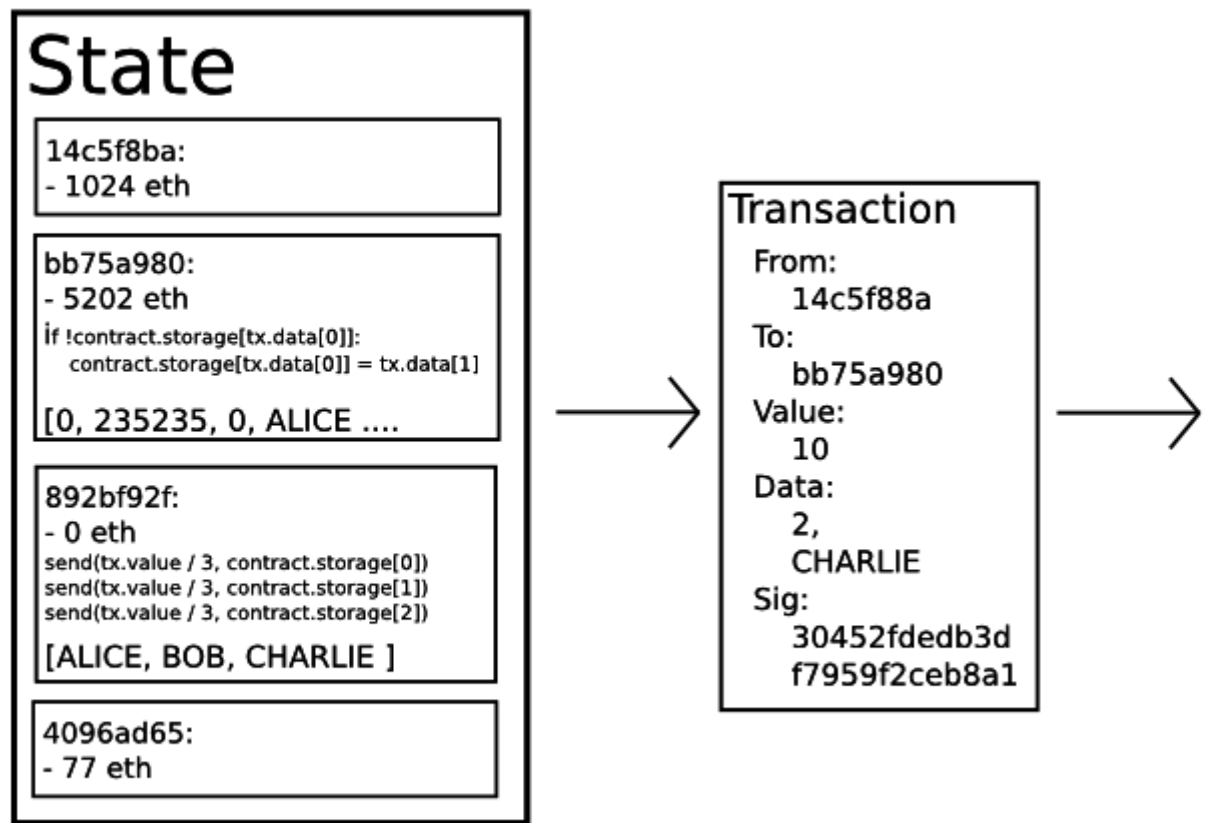 State
14c5f8ba:
- 1024 eth
bb75a980:
- 5202 eth
if !contract.storage[tx.data[0]]:
contract.storage[tx.data[0]] = tx.data[1]
[0, 235235, 0, ALICE ....
892bf92f:
- 0 eth
send(tx.value / 3, contract.storage[0])
send(tx.value / 3, contract.storage[1])
send(tx.value / 3, contract.storage[2])
[ALICE, BOB, CHARLIE ]
4096ad65:
- 77 eth
Transaction
From:
14c5f88a
To:
bb75a980
Value:
10
Data:
2,
CHARLIE
Sig:
30452fdedb3d
f7959f2ceb8a1